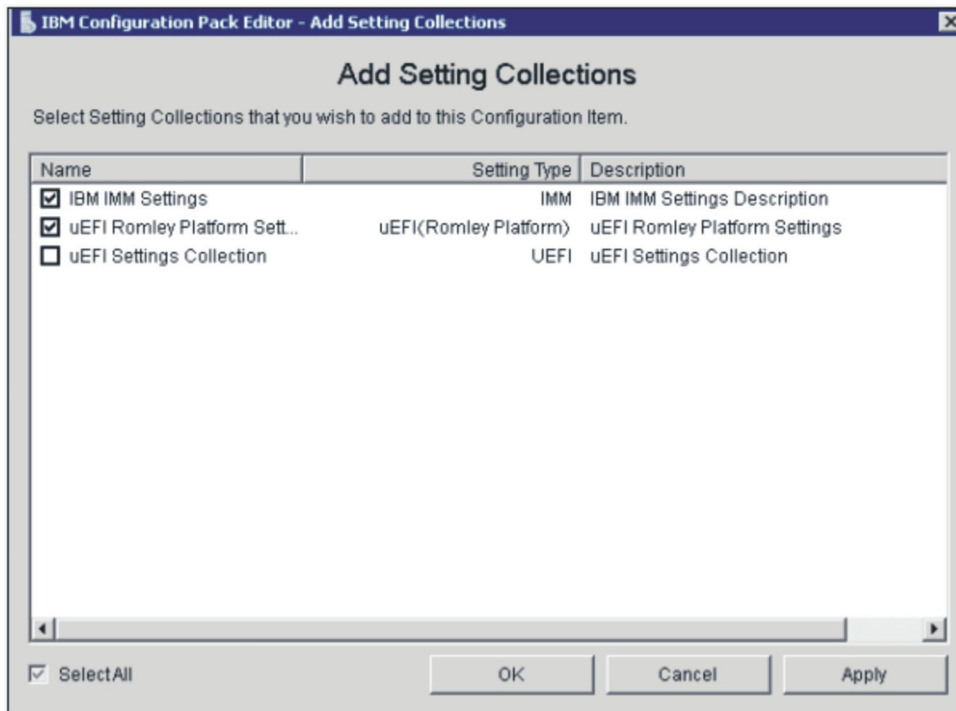 IBM Configuration Pack Editor - Add Setting Collections
Add Setting Collections
Select Setting Collections that you wish to add to this Configuration Item.
Name Setting Type Description
IBM IMM Settings IMM IBM IMM Settings Description
uEFI Romley Platform Sett... uEFI(Romley Platform) uEFI Romley Platform Settings
uEFI Settings Collection UEFI uEFI Settings Collection
Select All OK Cancel Apply